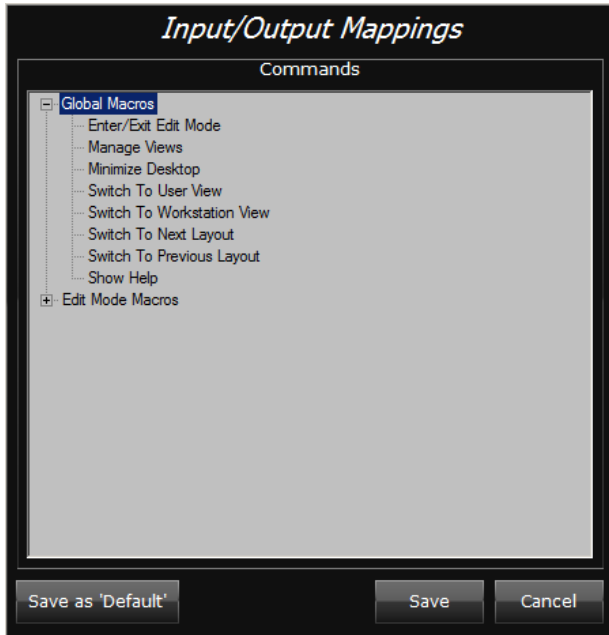 Input/Output Mappings
Commands
Global Macros
Enter/Exit Edit Mode
Manage Views
Minimize Desktop
Switch To User View
Switch To Workstation View
Switch To Next Layout
Switch To Previous Layout
Show Help
Edit Mode Macros
Save as 'Default' Save Cancel